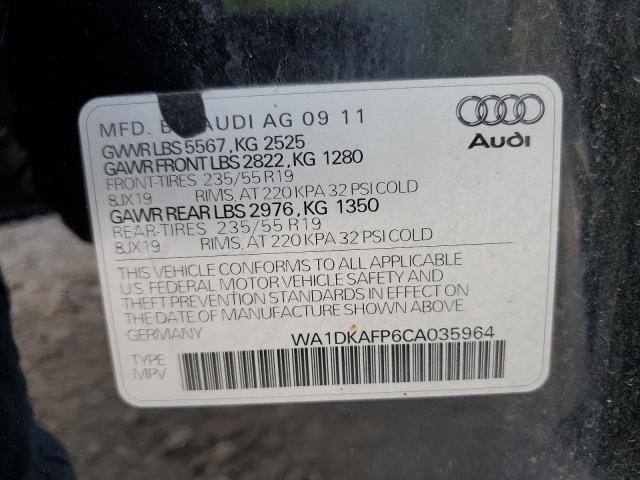 MFD. AUDI AG 09 11
Audi
GVWR LBS 5567, KG 2525
GAWR FRONT LBS 2822, KG 1280
FRONT-TIRES 235/55 R19
8JX19 RIMS, AT 220 KPA 32 PSI COLD
GAWR REAR LBS 2976, KG 1350
REAR-TIRES 235/55 R19
8JX19 RIMS, AT 220 KPA 32 PSI COLD
THIS VEHICLE CONFORMS TO ALL APPLICABLE
U.S FEDERAL MOTOR VEHICLE SAFETY AND
THEFT PREVENTION STANDARDS IN EFFECT ON
THE DATE OF MANUFACTURE SHOWN ABOVE
GERMANY WA1DKAFP6CA035964
TYPE
MPV